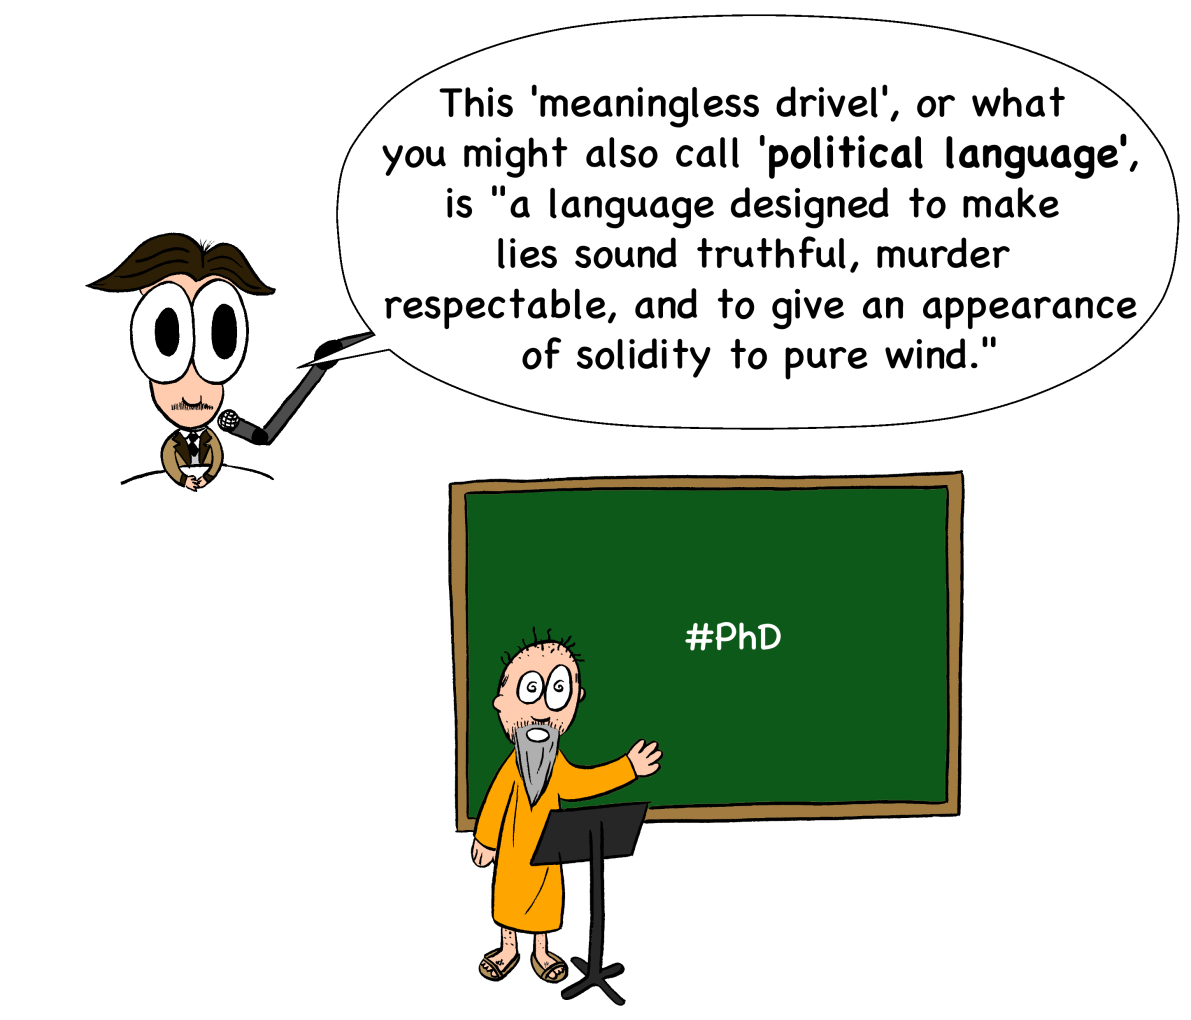 This 'meaningless drivel', or what
you might also call 'political language',
is "a language designed to make
lies sound truthful, murder
respectable, and to give an appearance
of solidity to pure wind."
#PhD